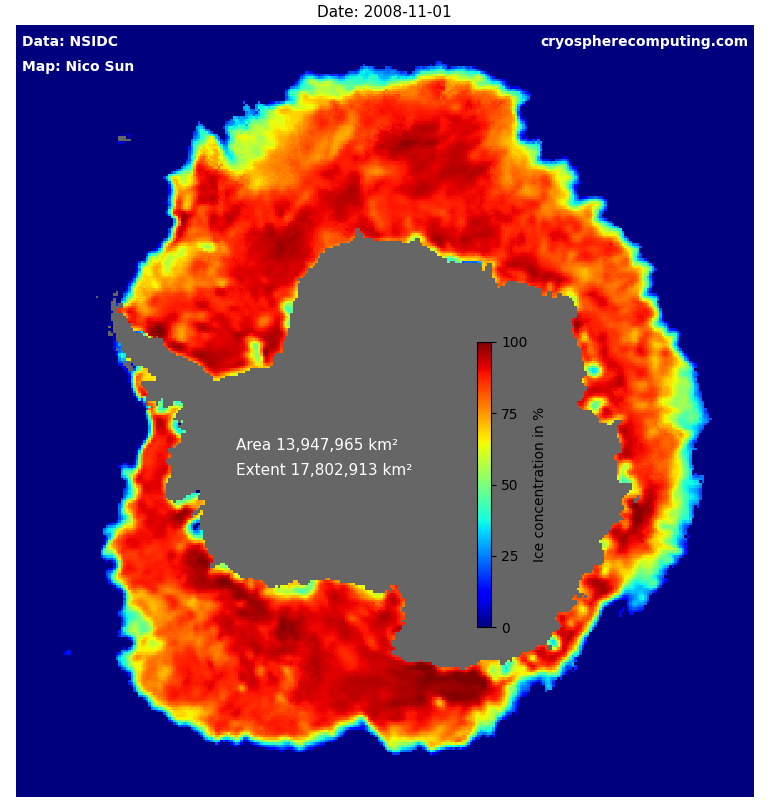 Date: 2008-11-01
Data: NSIDC
cryospherecomputing.com
Map: Nico Sun
100
75
50
25
0
Ice concentration in %
Area 13,947,965 km²
Extent 17,802,913 km²